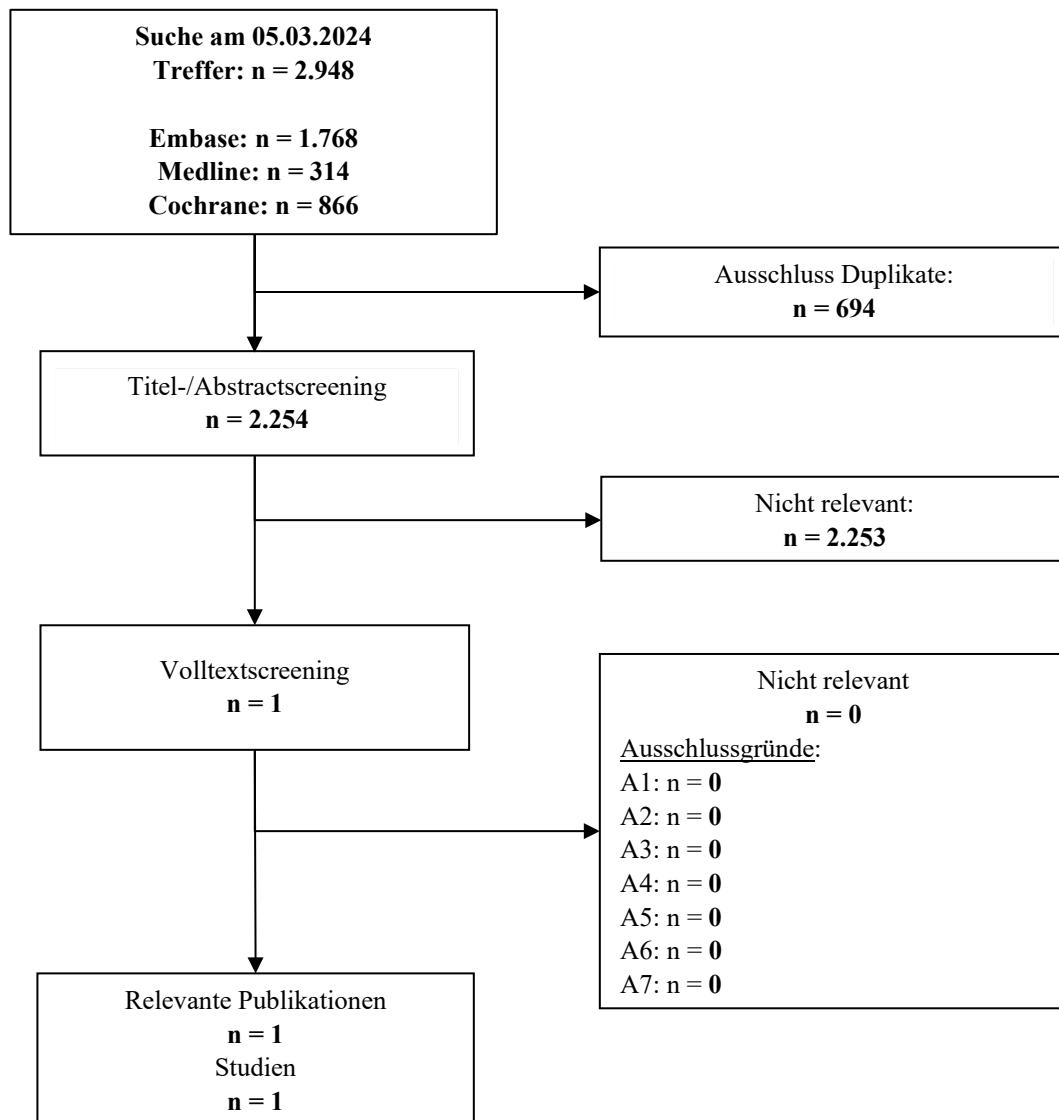 Suche am 05.03.2024
Treffer: n = 2.948
Embase: n = 1.768
Medline: n = 314
Cochrane: n = 866
Ausschluss Duplikate:
n = 694
Titel-/Abstractscreening
n = 2.254
Nicht relevant:
n = 2.253
Volltextscreening
n = 1
Nicht relevant
n = 0
Ausschlussgründe:
A1: n = 0
A2: n = 0
A3: n = 0
A4: n = 0
A5: n = 0
A6: n = 0
A7: n = 0
Relevante Publikationen
n = 1
Studien
n = 1